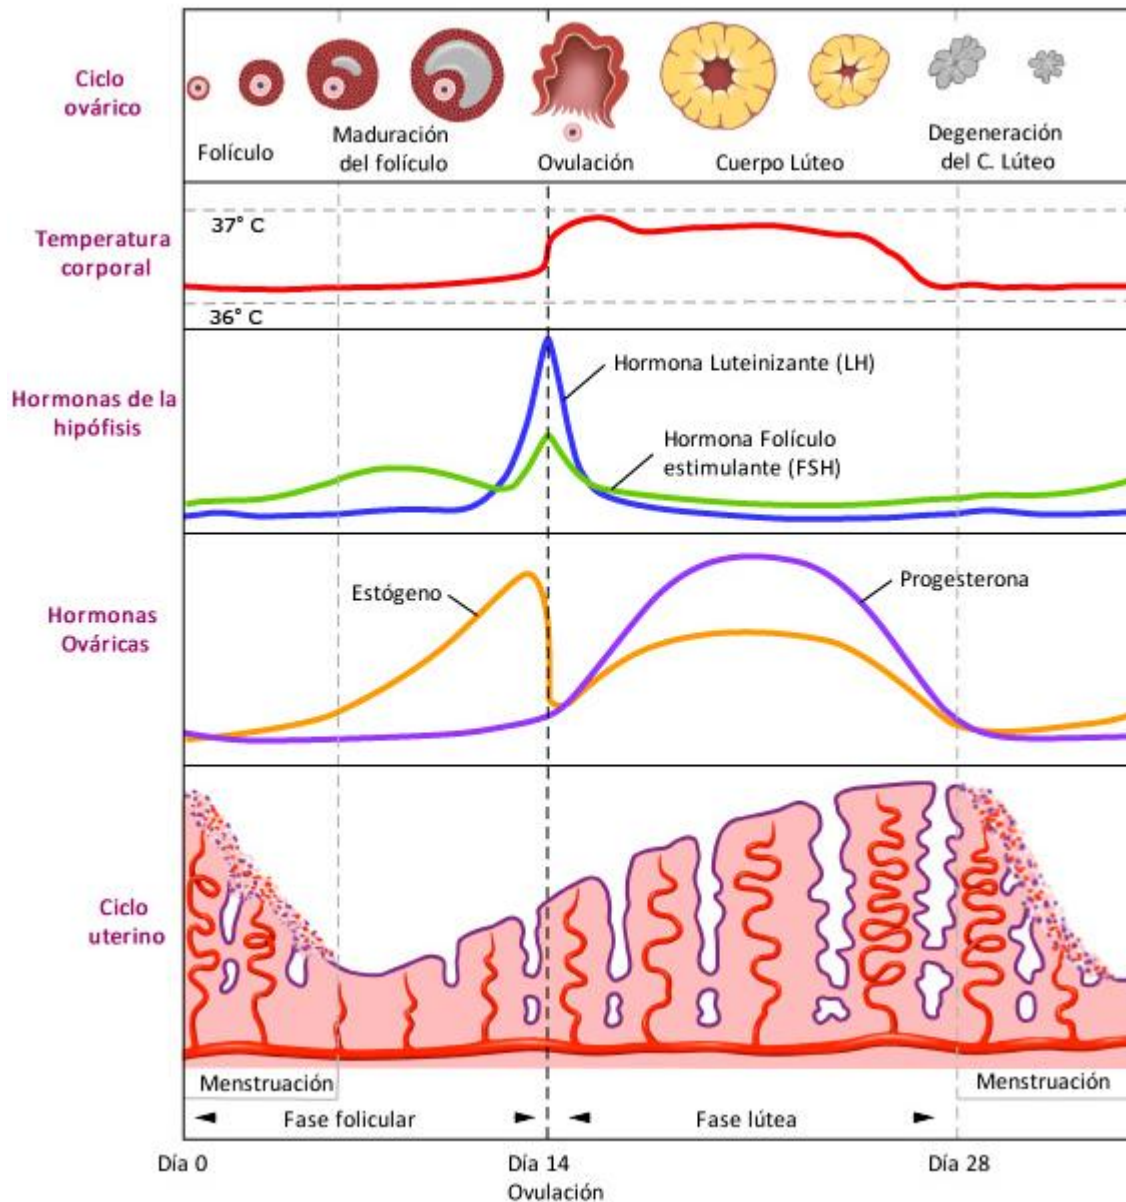 Ciclo
ovárico
Folículo
Maduración
del folículo
Ovulación
Cuerpo Lúteo
Degeneración
del C. Lúteo
Temperatura
corporal
37° C
36° C
Hormonas de la
hipófisis
Hormona Luteinizante (LH)
Hormona Folículo
estimulante (FSH)
Hormonas
Ováricas
Estógeno
Progesterona
Ciclo
uterino
Menstruación
Menstruación
Fase folicular
Fase lútea
Día 0
Día 14
Ovulación
Día 28